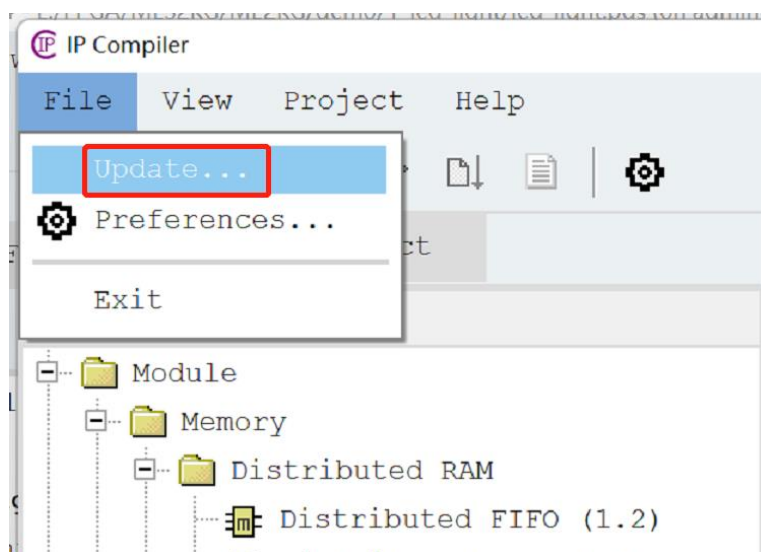 IP Compiler
File View Project Help
Update...
Preferences...
Exit
Module
Memory
Distributed RAM
Distributed FIFO (1.2)